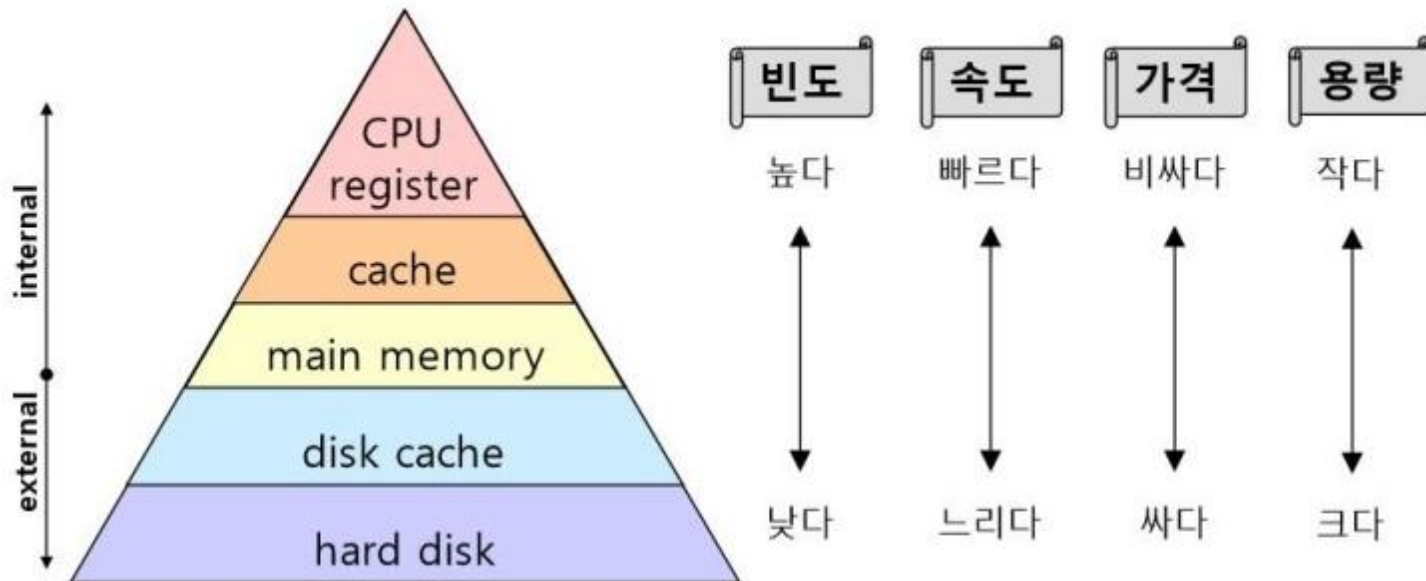 internal
external
CPU
register
cache
main memory
disk cache
hard disk
빈도 속도 가격 용량
높다 빠르다 비싸다 작다
낮다 느리다 싸다 크다